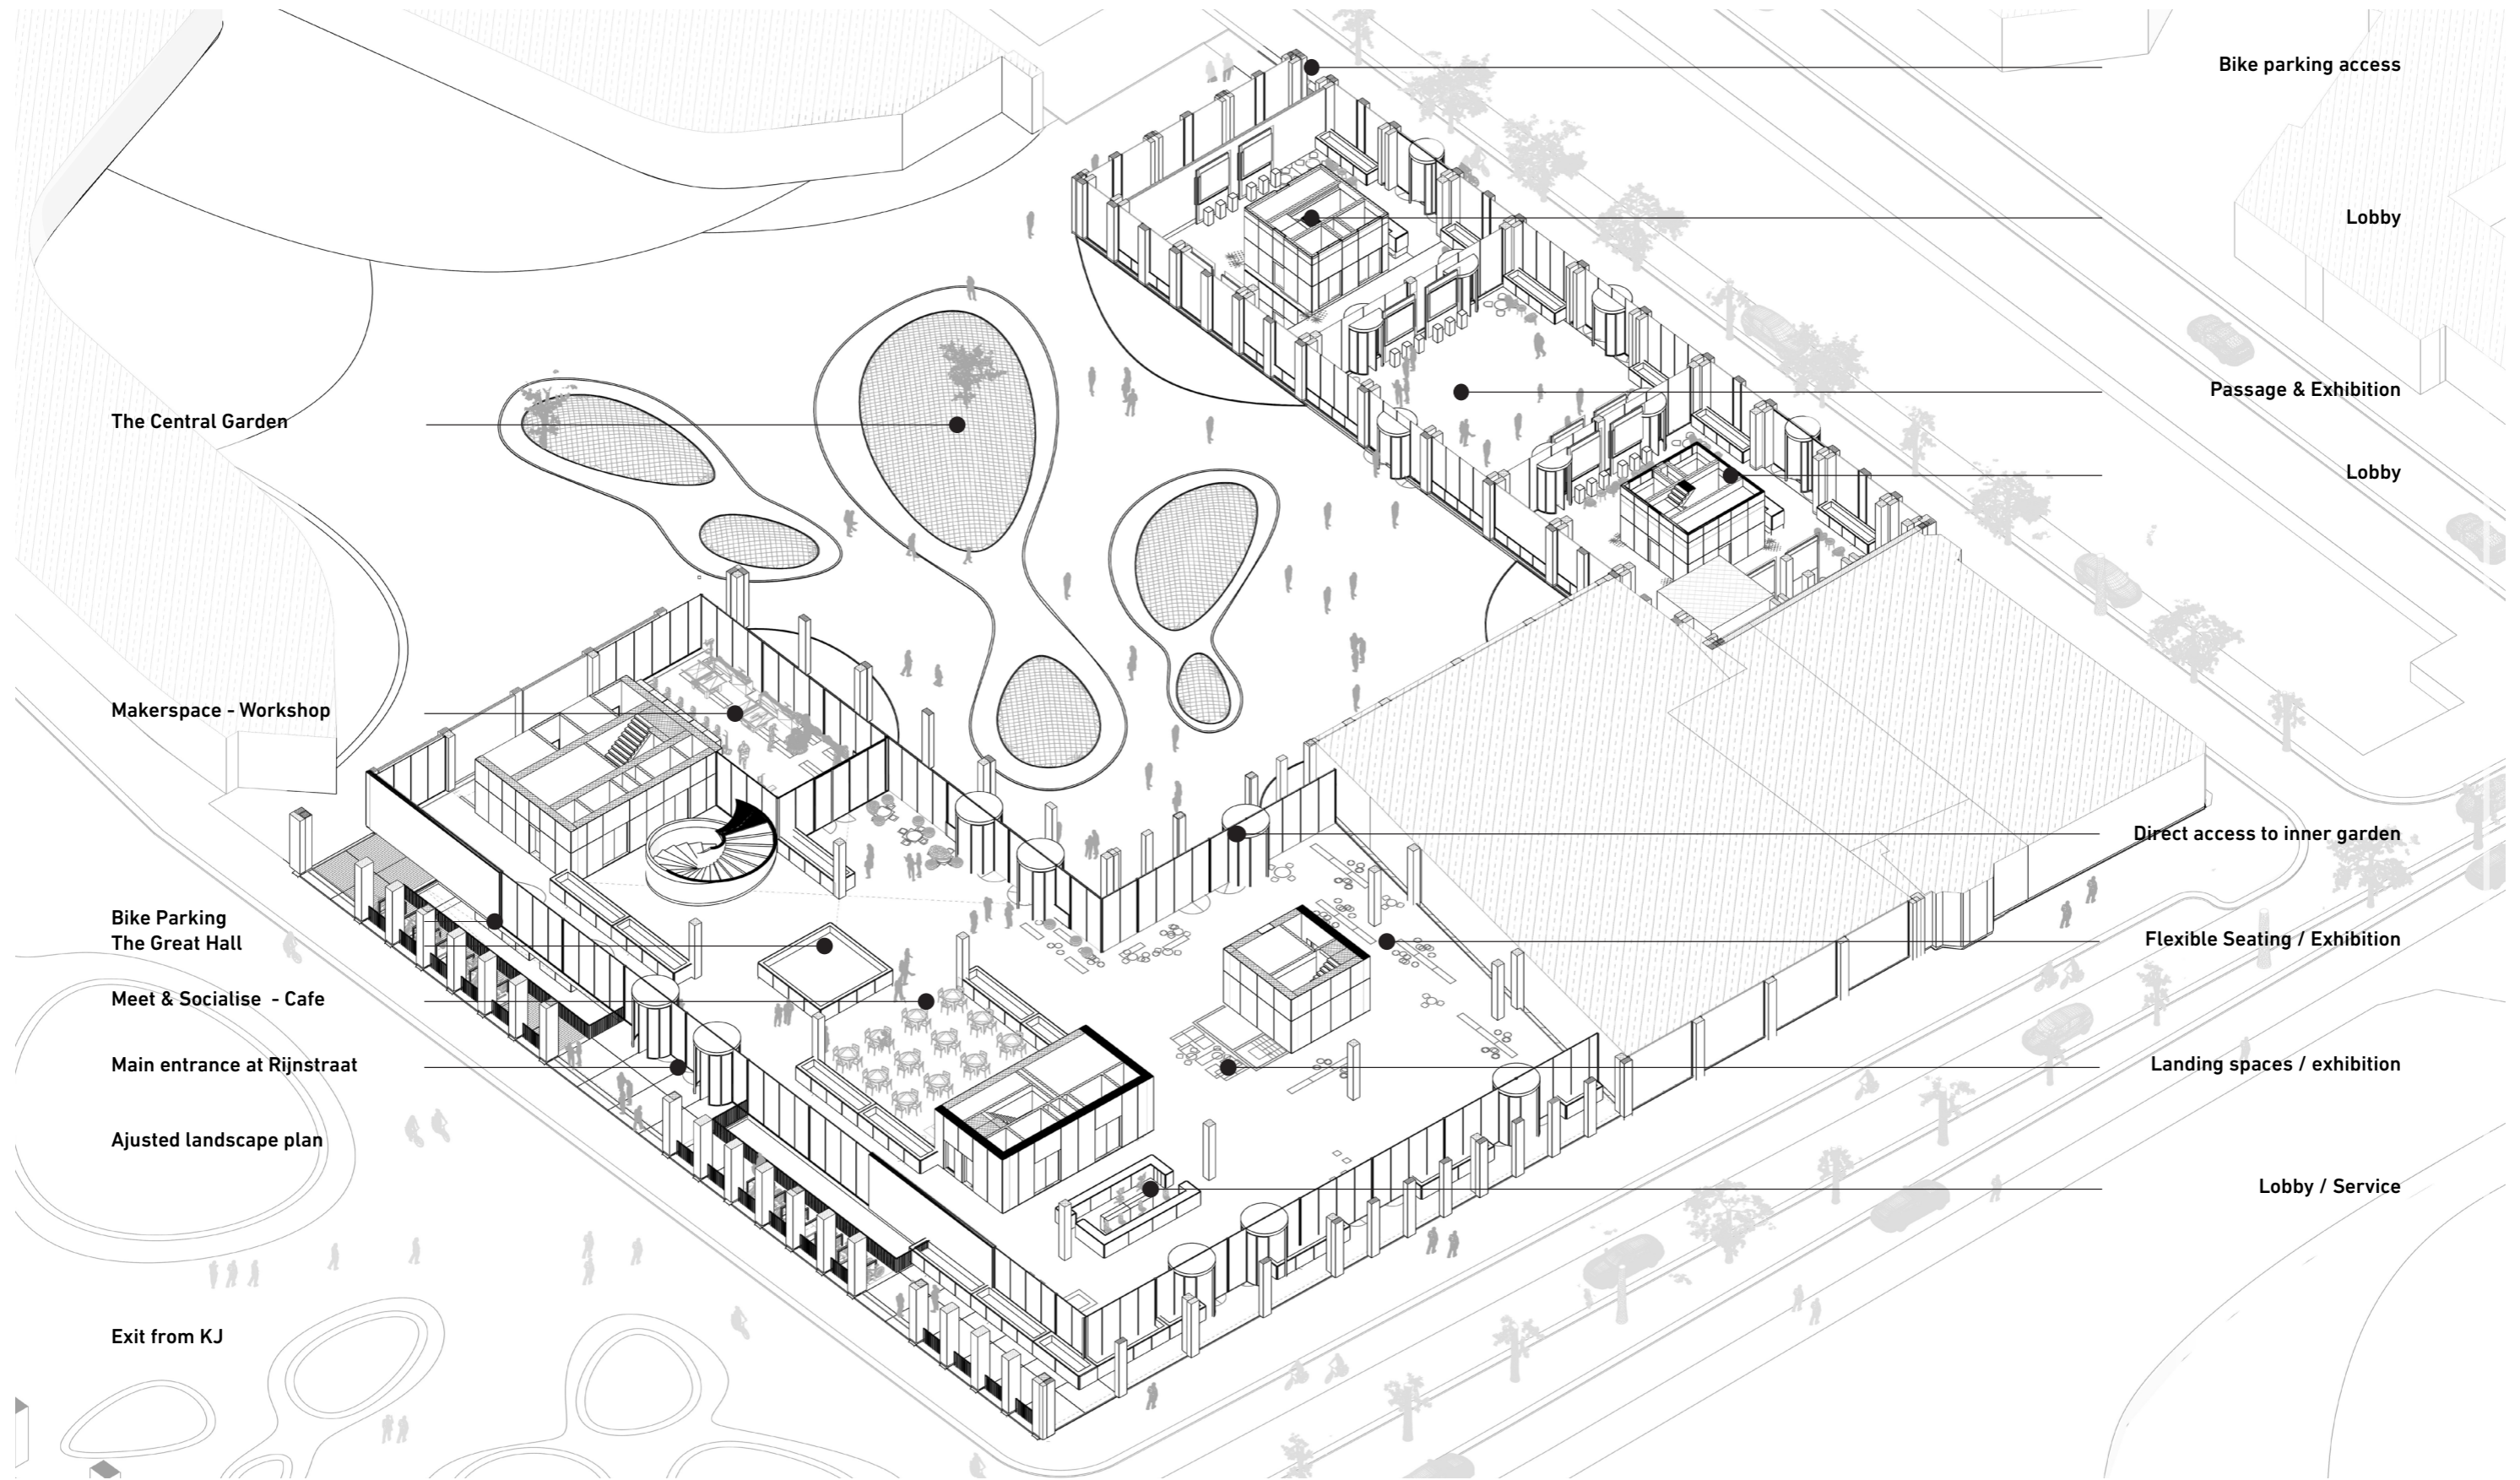 The Central Garden
Makerspace - Workshop
Bike Parking
The Great Hall
Meet & Socialise - Cafe
Main entrance at Rijnstraat
Ajusted landscape plan
Exit from KJ
Bike parking access
Lobby
Passage & Exhibition
Lobby
Direct access to inner garden
Flexible Seating / Exhibition
Landing spaces / exhibition
Lobby / Service